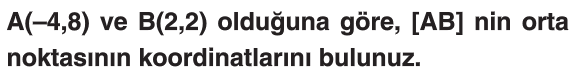 A(–4,8) ve B(2,2) olduğuna göre, [AB] nin orta
noktasının koordinatlarını bulunuz.